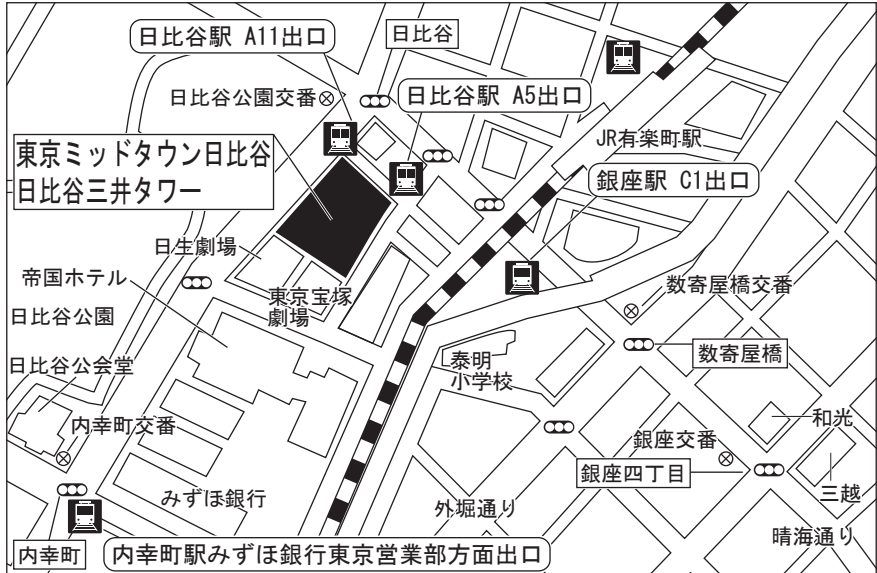 日比谷駅 A11出口
日比谷
日比谷公園交番
日比谷駅 A5出口
JR有楽町駅
東京ミッドタウン日比谷
日比谷三井タワー
銀座駅 C1出口
日生劇場
帝国ホテル
東京宝塚
劇場
数寄屋橋交番
日比谷公園
数寄屋橋
日比谷公会堂
泰明
小学校
和光
内幸町交番
銀座交番
銀座四丁目
三越
みずほ銀行
外堀通り
晴海通り
内幸町
内幸町駅みずほ銀行東京営業部方面出口